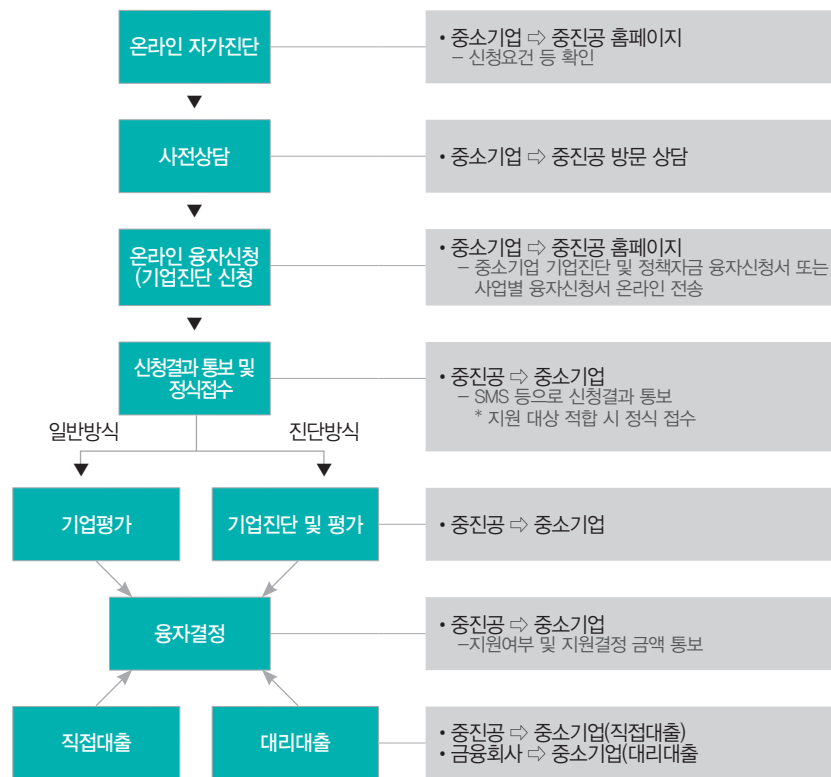 온라인 자가진단
• 중소기업 ⇨ 중진공 홈페이지
– 신청요건 등 확인
▼
사전상담
• 중소기업 ⇨ 중진공 방문 상담
▼
온라인 융자신청
(기업진단 신청
• 중소기업 ⇨ 중진공 홈페이지
– 중소기업 기업진단 및 정책자금 융자신청서 또는
사업별 융자신청서 온라인 전송
▼
신청결과 통보 및
정식접수
• 중진공 ⇨ 중소기업
– SMS 등으로 신청결과 통보
* 지원 대상 적합 시 정식 접수
일반방식
진단방식
▼ ▼
기업평가
기업진단 및 평가
• 중진공 ⇨ 중소기업
융자결정
• 중진공 ⇨ 중소기업
–지원여부 및 지원결정 금액 통보
직접대출
대리대출
• 중진공 ⇨ 중소기업(직접대출)
• 금융회사 ⇨ 중소기업(대리대출